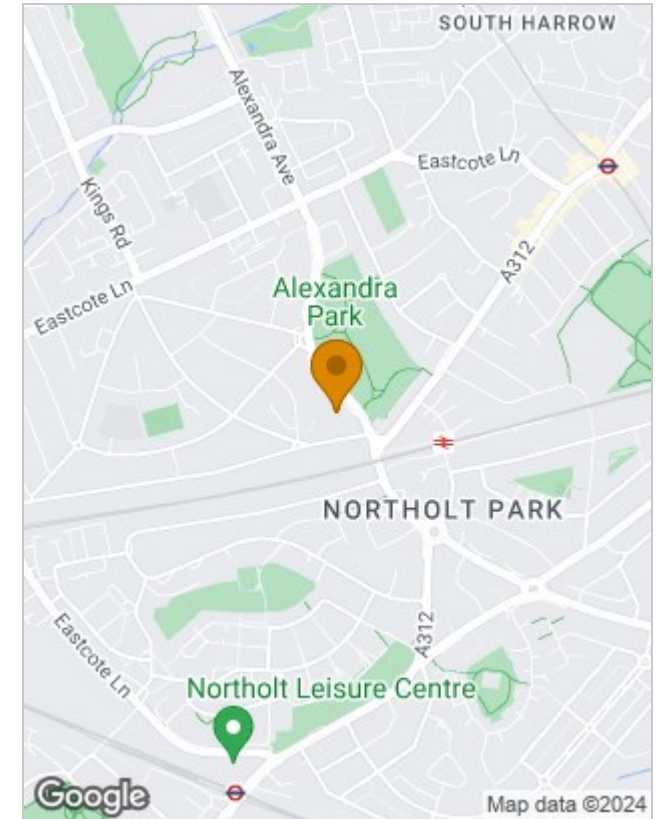 SOUTH HARROW
Alexandra Ave
Eastcote Ln
Kings Rd
A312
Eastcote Ln
Alexandra
Park
NORTHOLT PARK
Eastcote Ln
A312
Northolt Leisure Centre
Google
Map data ©2024